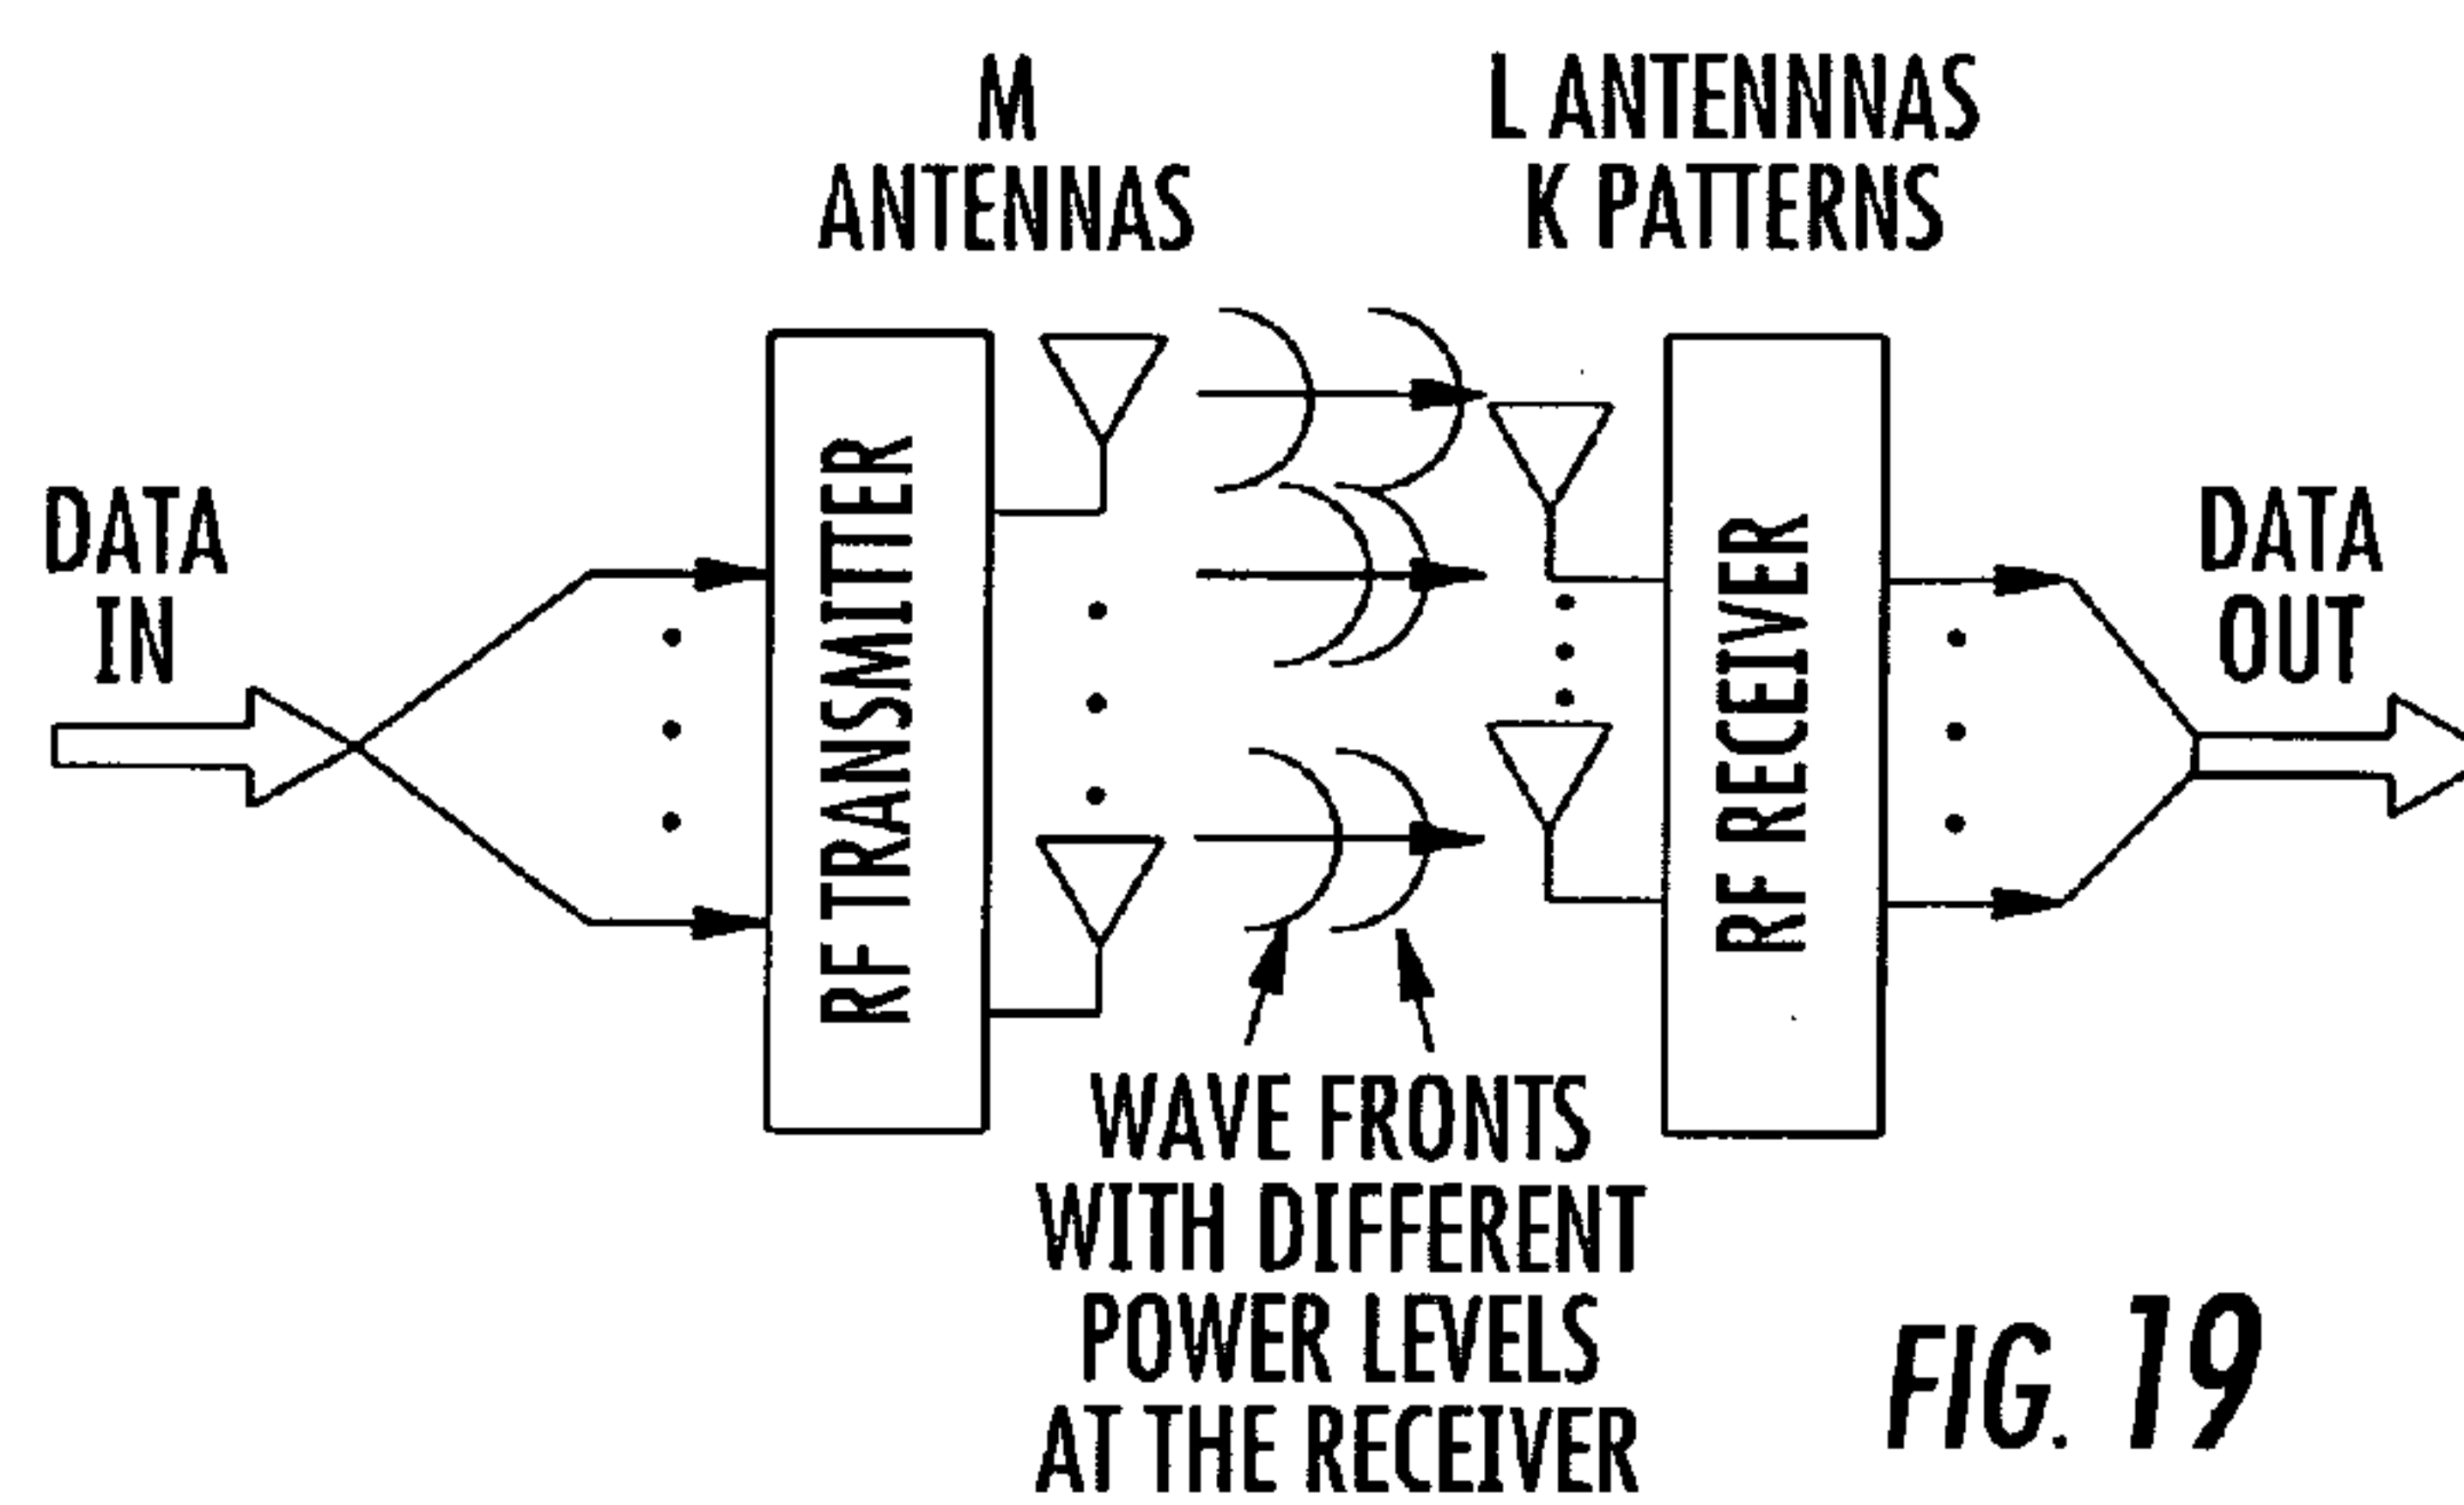 M
ANTENNAS
L ANTENNNAS
K PATTERNS
DATA
IN
RF TRANSMITTER
RF RECEIVER
DATA
OUT
WAVE FRONTS
WITH DIFFERENT
POWER LEVELS
AT THE RECEIVER
FIG. 19